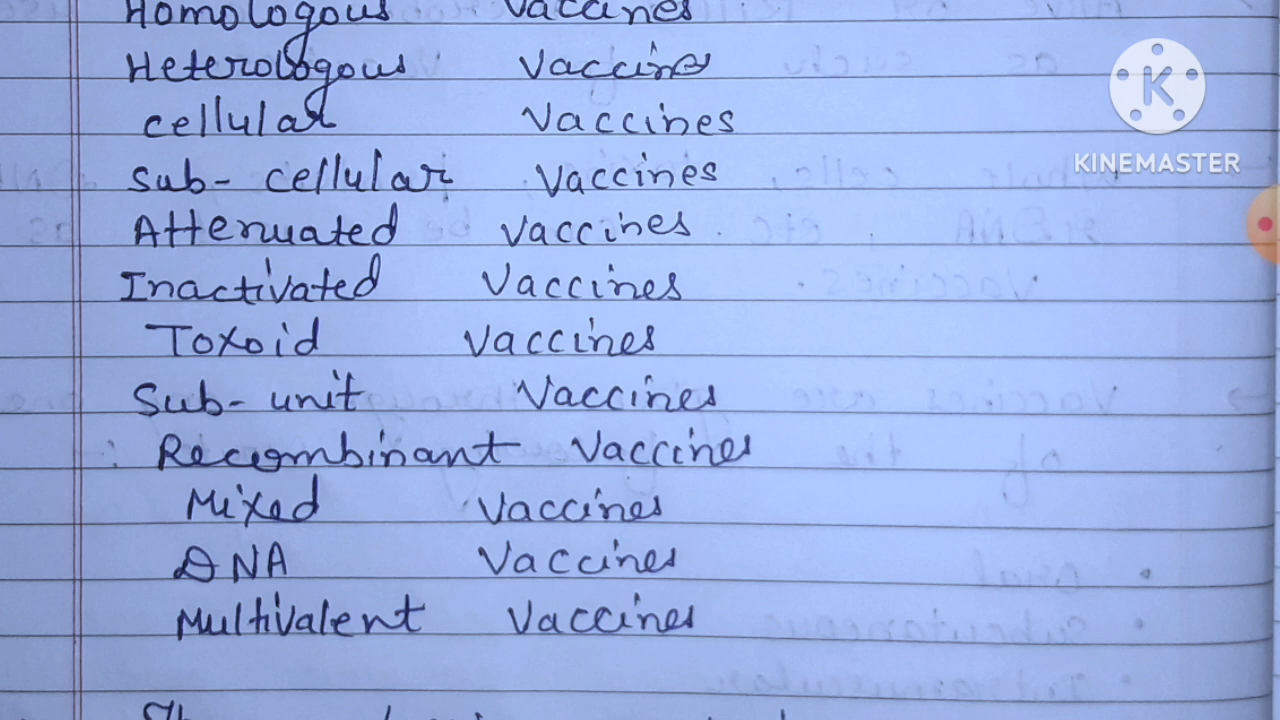 Homologous Vaccines
Heterologous Vaccines
cellular Vaccines
Sub-cellular Vaccines
Attenuated Vaccines
Inactivated Vaccines
Toxoid Vaccines
Sub-unit Vaccines
Recombinant Vaccines
Mixed Vaccines
DNA Vaccines
Multivalent Vaccines
KINEMASTER